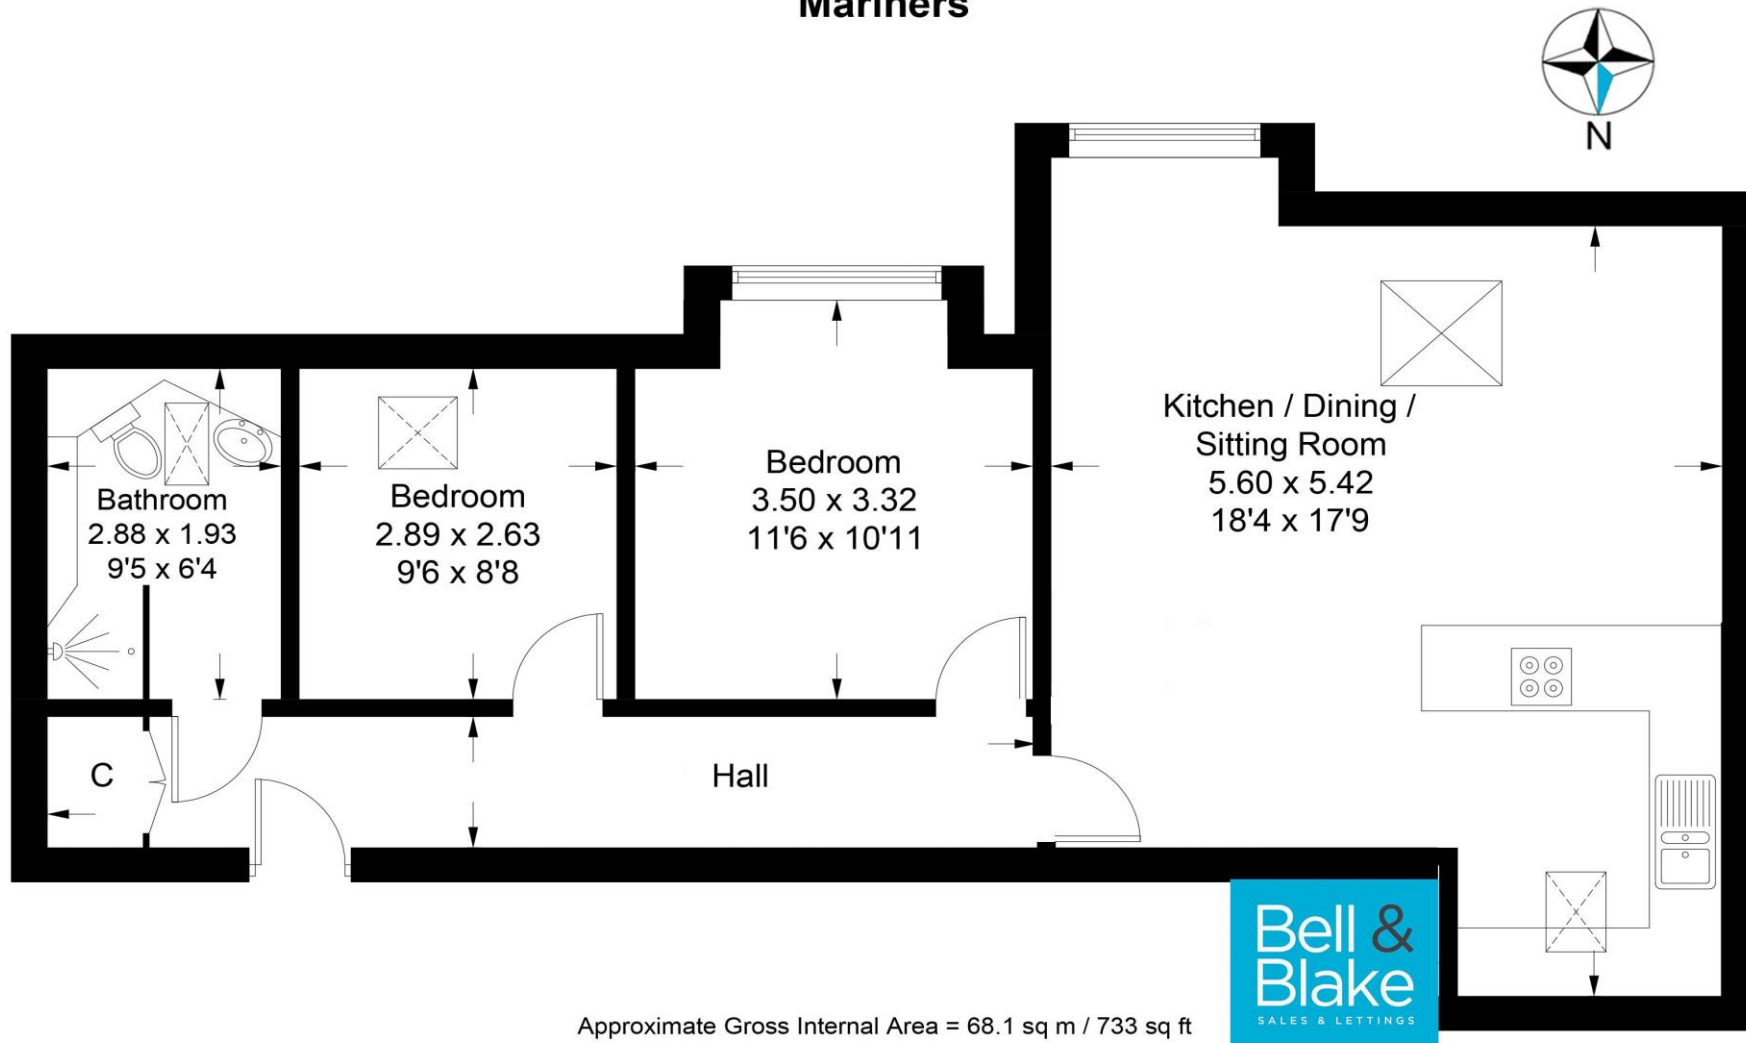 Mariners
N
Kitchen / Dining /
Sitting Room
5.60 x 5.42
18'4 x 17'9
Bedroom
3.50 x 3.32
11'6 x 10'11
Bedroom
2.89 x 2.63
9'6 x 8'8
Bathroom
2.88 x 1.93
9'5 x 6'4
C
Hall
Bell &
Blake
SALES & LETTINGS
Approximate Gross Internal Area = 68.1 sq m / 733 sq ft